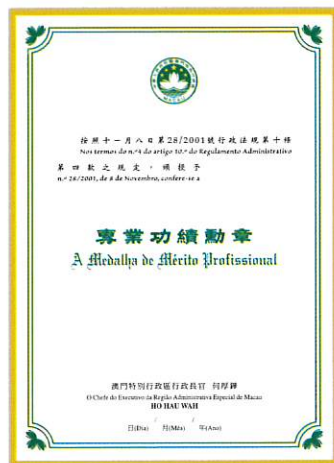 MACAU
按照十一月八日第28/2001號行政法規第十條
Nos termos do n.º4 do artigo 10.º do Regulamento Administrativo
第四款之規定，頒授予
n.º 28/2001, de 8 de Novembro, confere-se a
專業功績勳章
A Medalha de Mérito Profissional
澳門特別行政區行政長官 何厚鏵
O Chefe do Executivo da Região Administrativa Especial de Macau
HO HAU WAH
/ /
日(Dia) 月(Mês) 年(Ano)